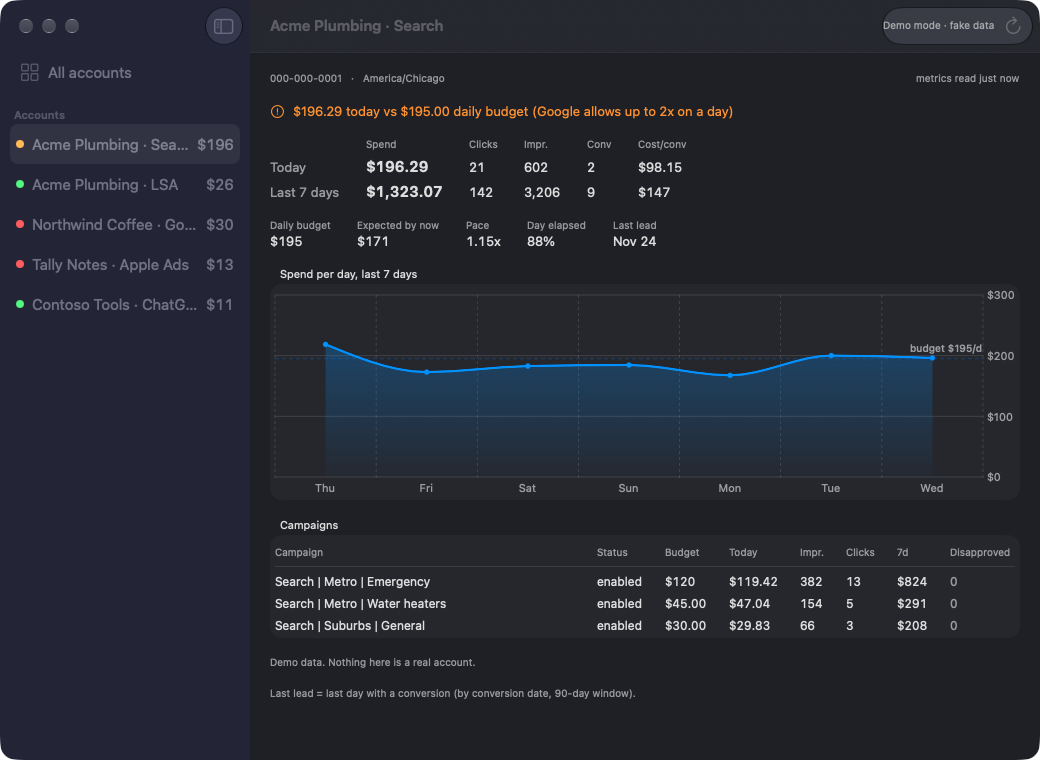 Acme Plumbing · Search
Demo mode · fake data
All accounts
Accounts
Acme Plumbing · Sea... $196
Acme Plumbing · LSA $26
Northwind Coffee · Go... $30
Tally Notes · Apple Ads $13
Contoso Tools · ChatG... $11
000-000-0001 · America/Chicago
metrics read just now
$196.29 today vs $195.00 daily budget (Google allows up to 2x on a day)
Spend Clicks Impr. Conv Cost/conv
Today $196.29 21 602 2 $98.15
Last 7 days $1,323.07 142 3,206 9 $147
Daily budget Expected by now Pace Day elapsed Last lead
$195 $171 1.15x 88% Nov 24
Spend per day, last 7 days
$300
budget $195/d
$200
$100
$0
Thu Fri Sat Sun Mon Tue Wed
Campaigns
Campaign Status Budget Today Impr. Clicks 7d Disapproved
Search | Metro | Emergency enabled $120 $119.42 382 13 $824 0
Search | Metro | Water heaters enabled $45.00 $47.04 154 5 $291 0
Search | Suburbs | General enabled $30.00 $29.83 66 3 $208 0
Demo data. Nothing here is a real account.
Last lead = last day with a conversion (by conversion date, 90-day window).